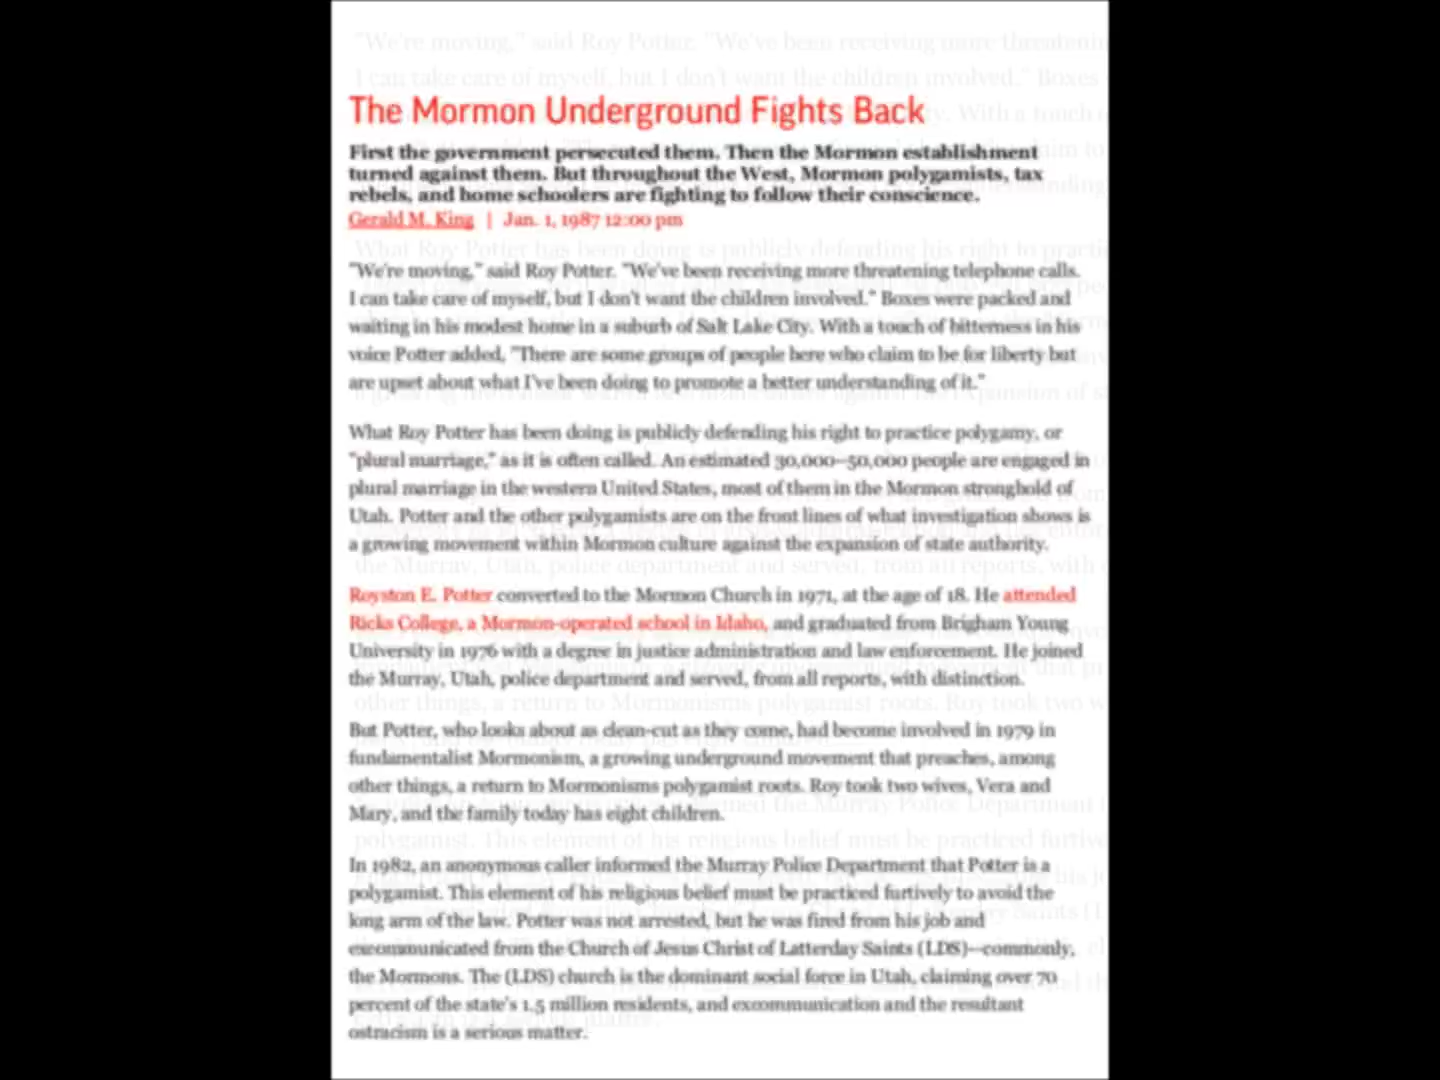 The Mormon Underground Fights Back
First the government persecuted them. Then the Mormon establishment
turned against them. But throughout the West, Mormon polygamists, tax
rebels, and home schoolers are fighting to follow their conscience.
Gerald M. King | Jan. 1, 1987 12:00 pm
"We're moving," said Roy Potter. "We've been receiving more threatening telephone calls.
I can take care of myself, but I don't want the children involved." Boxes were packed and
waiting in his modest home in a suburb of Salt Lake City. With a touch of bitterness in his
voice Potter added, "There are some groups of people here who claim to be for liberty but
are upset about what I've been doing to promote a better understanding of it."
What Roy Potter has been doing is publicly defending his right to practice polygamy, or
"plural marriage," as it is often called. An estimated 30,000–50,000 people are engaged in
plural marriage in the western United States, most of them in the Mormon stronghold of
Utah. Potter and the other polygamists are on the front lines of what investigation shows is
a growing movement within Mormon culture against the expansion of state authority.
Royston E. Potter converted to the Mormon Church in 1971, at the age of 18. He attended
Ricks College, a Mormon-operated school in Idaho, and graduated from Brigham Young
University in 1976 with a degree in justice administration and law enforcement. He joined
the Murray, Utah, police department and served, from all reports, with distinction.
But Potter, who looks about as clean-cut as they come, had become involved in 1979 in
fundamentalist Mormonism, a growing underground movement that preaches, among
other things, a return to Mormonisms polygamist roots. Roy took two wives, Vera and
Mary, and the family today has eight children.
In 1982, an anonymous caller informed the Murray Police Department that Potter is a
polygamist. This element of his religious belief must be practiced furtively to avoid the
long arm of the law. Potter was not arrested, but he was fired from his job and
excommunicated from the Church of Jesus Christ of Latterday Saints (LDS)—commonly,
the Mormons. The (LDS) church is the dominant social force in Utah, claiming over 70
percent of the state's 1.5 million residents, and excommunication and the resultant
ostracism is a serious matter.